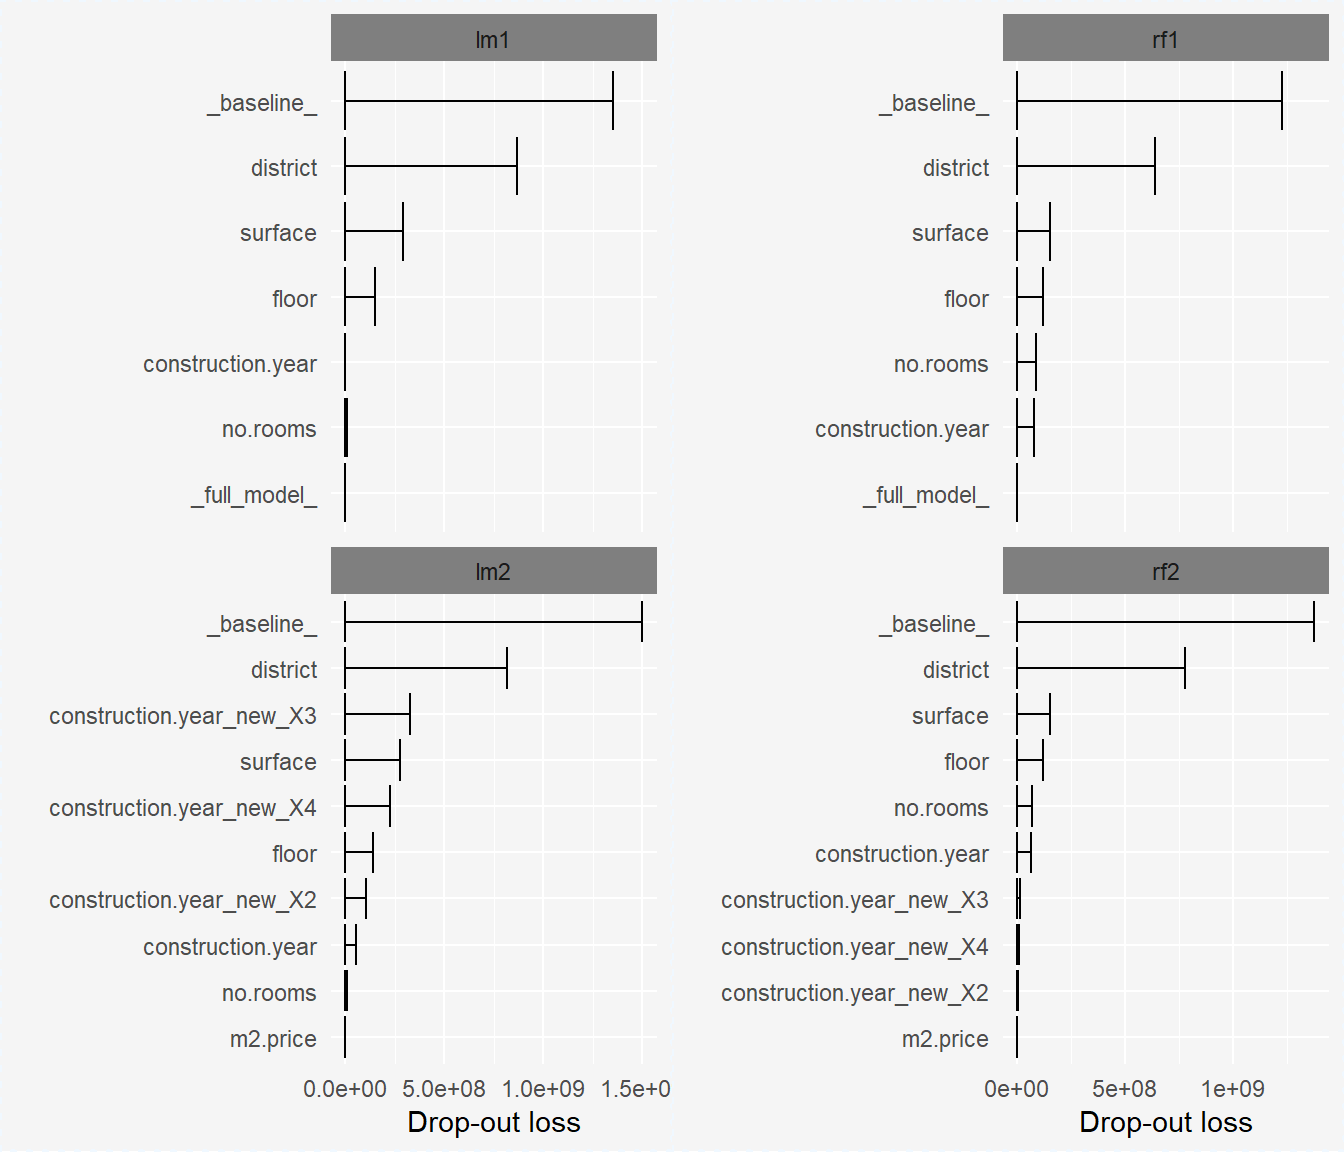 lm1
_baseline_
district
surface
floor
construction.year
no.rooms
_full_model_
rf1
_baseline_
district
surface
floor
no.rooms
construction.year
_full_model_
lm2
_baseline_
district
construction.year_new_X3
surface
construction.year_new_X4
floor
construction.year_new_X2
construction.year
no.rooms
m2.price
0.0e+00 5.0e+08 1.0e+09 1.5e+0
Drop-out loss
rf2
_baseline_
district
surface
floor
no.rooms
construction.year
construction.year_new_X3
construction.year_new_X4
construction.year_new_X2
m2.price
0e+00 5e+08 1e+09
Drop-out loss